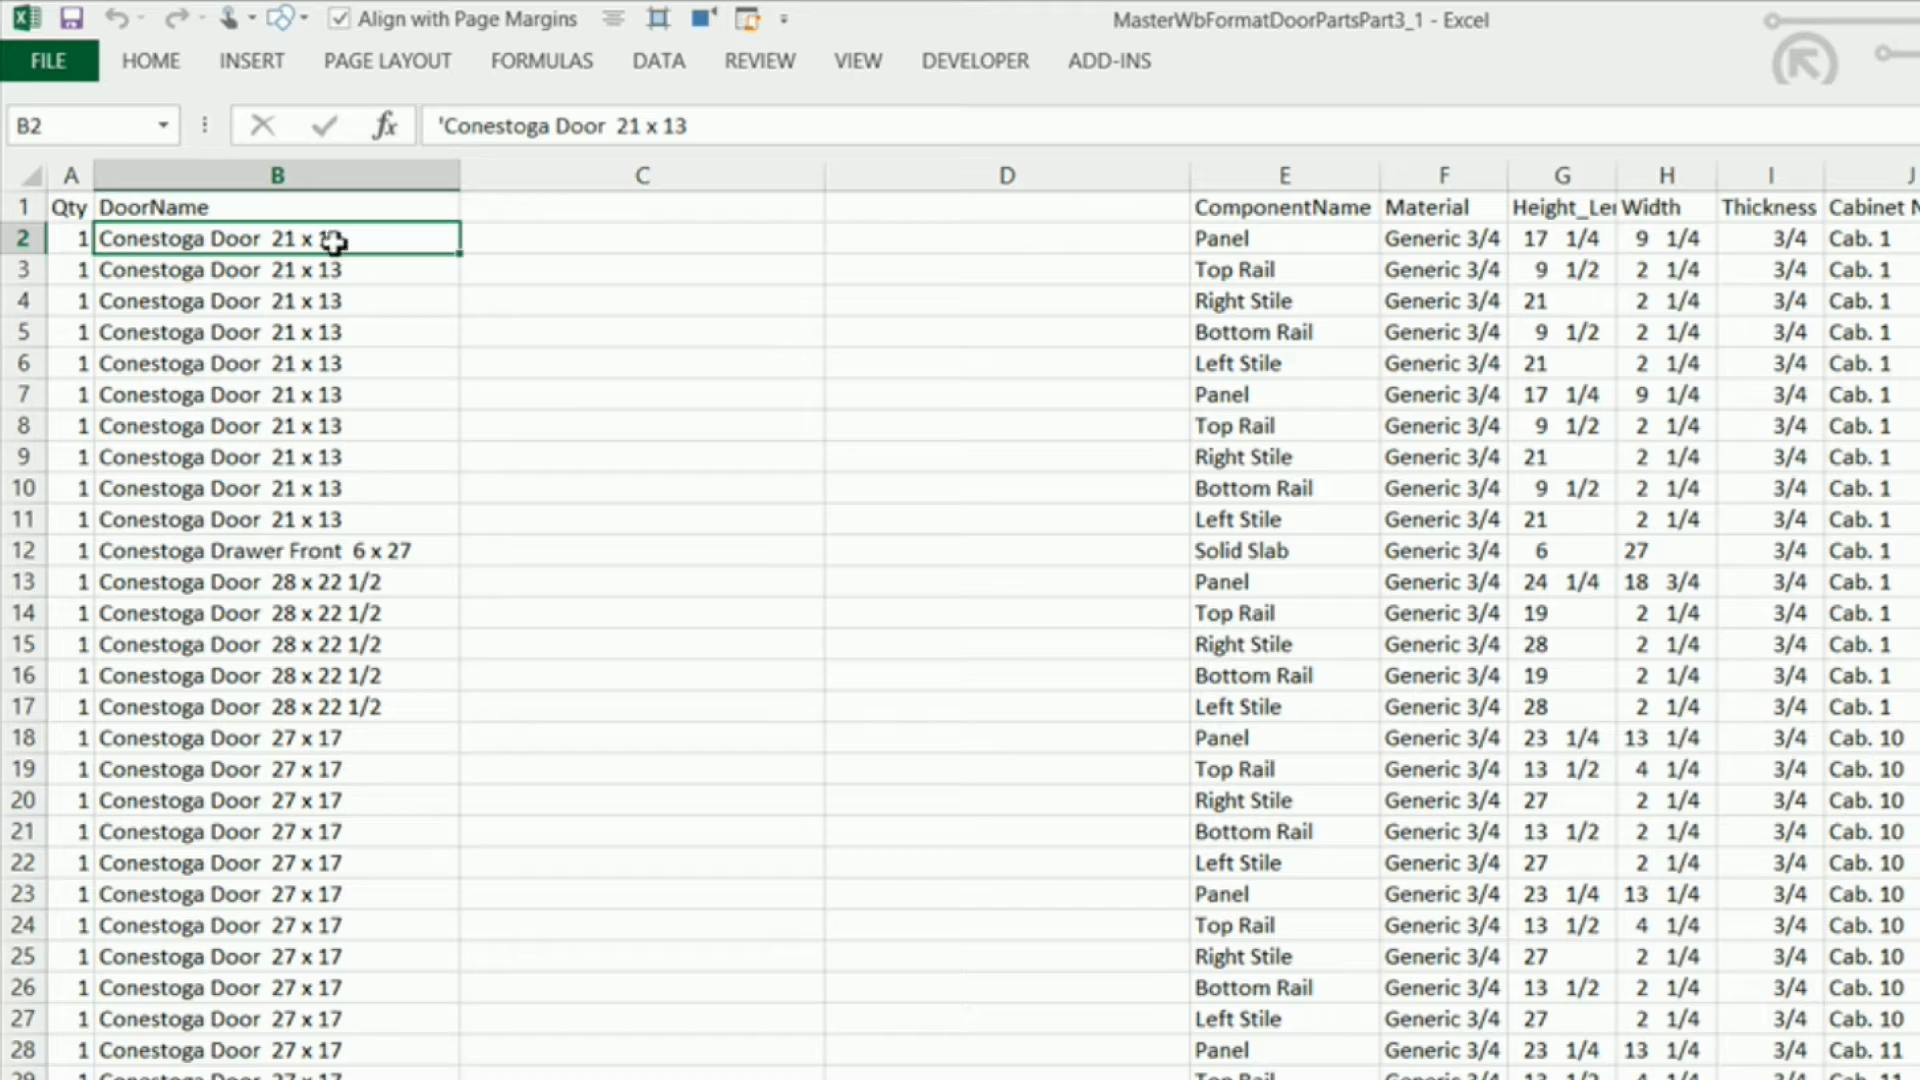 Align with Page Margins MasterWbFormatDoorPartsPart3_1 - Excel
FILE HOME INSERT PAGE LAYOUT FORMULAS DATA REVIEW VIEW DEVELOPER ADD-INS
B2 fx 'Conestoga Door 21 x 13
A B C D E F G H I J
1 Qty DoorName ComponentName Material Height_Le Width Thickness Cabinet N
2 1 Conestoga Door 21 x Panel Generic 3/4 17 1/4 9 1/4 3/4 Cab. 1
3 1 Conestoga Door 21 x 13 Top Rail Generic 3/4 9 1/2 2 1/4 3/4 Cab. 1
4 1 Conestoga Door 21 x 13 Right Stile Generic 3/4 21 2 1/4 3/4 Cab. 1
5 1 Conestoga Door 21 x 13 Bottom Rail Generic 3/4 9 1/2 2 1/4 3/4 Cab. 1
6 1 Conestoga Door 21 x 13 Left Stile Generic 3/4 21 2 1/4 3/4 Cab. 1
7 1 Conestoga Door 21 x 13 Panel Generic 3/4 17 1/4 9 1/4 3/4 Cab. 1
8 1 Conestoga Door 21 x 13 Top Rail Generic 3/4 9 1/2 2 1/4 3/4 Cab. 1
9 1 Conestoga Door 21 x 13 Right Stile Generic 3/4 21 2 1/4 3/4 Cab. 1
10 1 Conestoga Door 21 x 13 Bottom Rail Generic 3/4 9 1/2 2 1/4 3/4 Cab. 1
11 1 Conestoga Door 21 x 13 Left Stile Generic 3/4 21 2 1/4 3/4 Cab. 1
12 1 Conestoga Drawer Front 6 x 27 Solid Slab Generic 3/4 6 27 3/4 Cab. 1
13 1 Conestoga Door 28 x 22 1/2 Panel Generic 3/4 24 1/4 18 3/4 3/4 Cab. 1
14 1 Conestoga Door 28 x 22 1/2 Top Rail Generic 3/4 19 2 1/4 3/4 Cab. 1
15 1 Conestoga Door 28 x 22 1/2 Right Stile Generic 3/4 28 2 1/4 3/4 Cab. 1
16 1 Conestoga Door 28 x 22 1/2 Bottom Rail Generic 3/4 19 2 1/4 3/4 Cab. 1
17 1 Conestoga Door 28 x 22 1/2 Left Stile Generic 3/4 28 2 1/4 3/4 Cab. 1
18 1 Conestoga Door 27 x 17 Panel Generic 3/4 23 1/4 13 1/4 3/4 Cab. 10
19 1 Conestoga Door 27 x 17 Top Rail Generic 3/4 13 1/2 4 1/4 3/4 Cab. 10
20 1 Conestoga Door 27 x 17 Right Stile Generic 3/4 27 2 1/4 3/4 Cab. 10
21 1 Conestoga Door 27 x 17 Bottom Rail Generic 3/4 13 1/2 2 1/4 3/4 Cab. 10
22 1 Conestoga Door 27 x 17 Left Stile Generic 3/4 27 2 1/4 3/4 Cab. 10
23 1 Conestoga Door 27 x 17 Panel Generic 3/4 23 1/4 13 1/4 3/4 Cab. 10
24 1 Conestoga Door 27 x 17 Top Rail Generic 3/4 13 1/2 4 1/4 3/4 Cab. 10
25 1 Conestoga Door 27 x 17 Right Stile Generic 3/4 27 2 1/4 3/4 Cab. 10
26 1 Conestoga Door 27 x 17 Bottom Rail Generic 3/4 13 1/2 2 1/4 3/4 Cab. 10
27 1 Conestoga Door 27 x 17 Left Stile Generic 3/4 27 2 1/4 3/4 Cab. 10
28 1 Conestoga Door 27 x 17 Panel Generic 3/4 23 1/4 13 1/4 3/4 Cab. 11